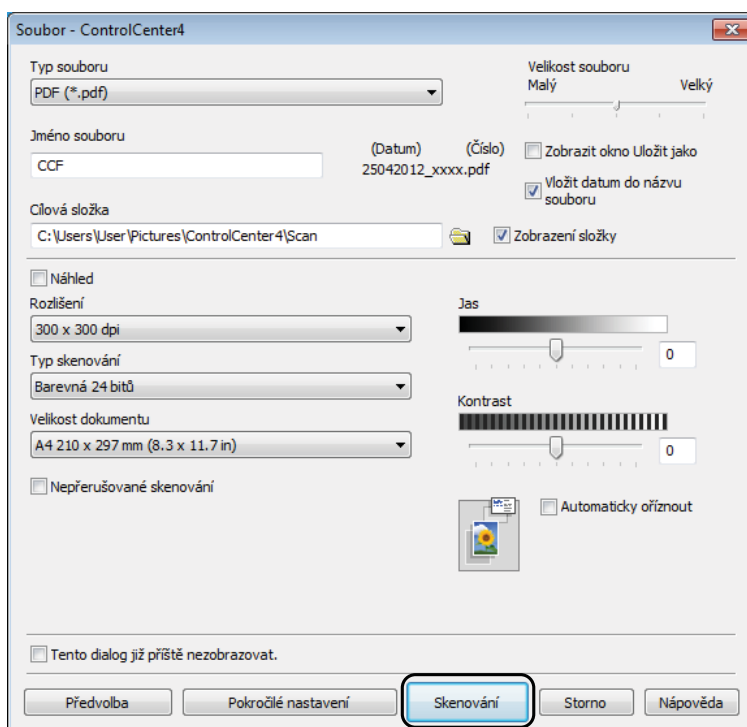 Soubor - ControlCenter4
Typ souboru
PDF (*.pdf)
Velikost souboru
Malý Velký
Jméno souboru
CCF
(Datum) (Číslo)
25042012_xxxx.pdf
Zobrazit okno Uložit jako
Vložit datum do názvu
souboru
Cílová složka
C:\Users\User\Pictures\ControlCenter4\Scan
Zobrazení složky
Náhled
Rozlišení
300 x 300 dpi
Typ skenování
Barevná 24 bitů
Velikost dokumentu
A4 210 x 297 mm (8.3 x 11.7 in)
Nepřerušované skenování
Jas
0
Kontrast
0
Automaticky oříznout
Tento dialog již příště nezobrazovat.
Předvolba Pokročilé nastavení Skenování Storno Nápověda